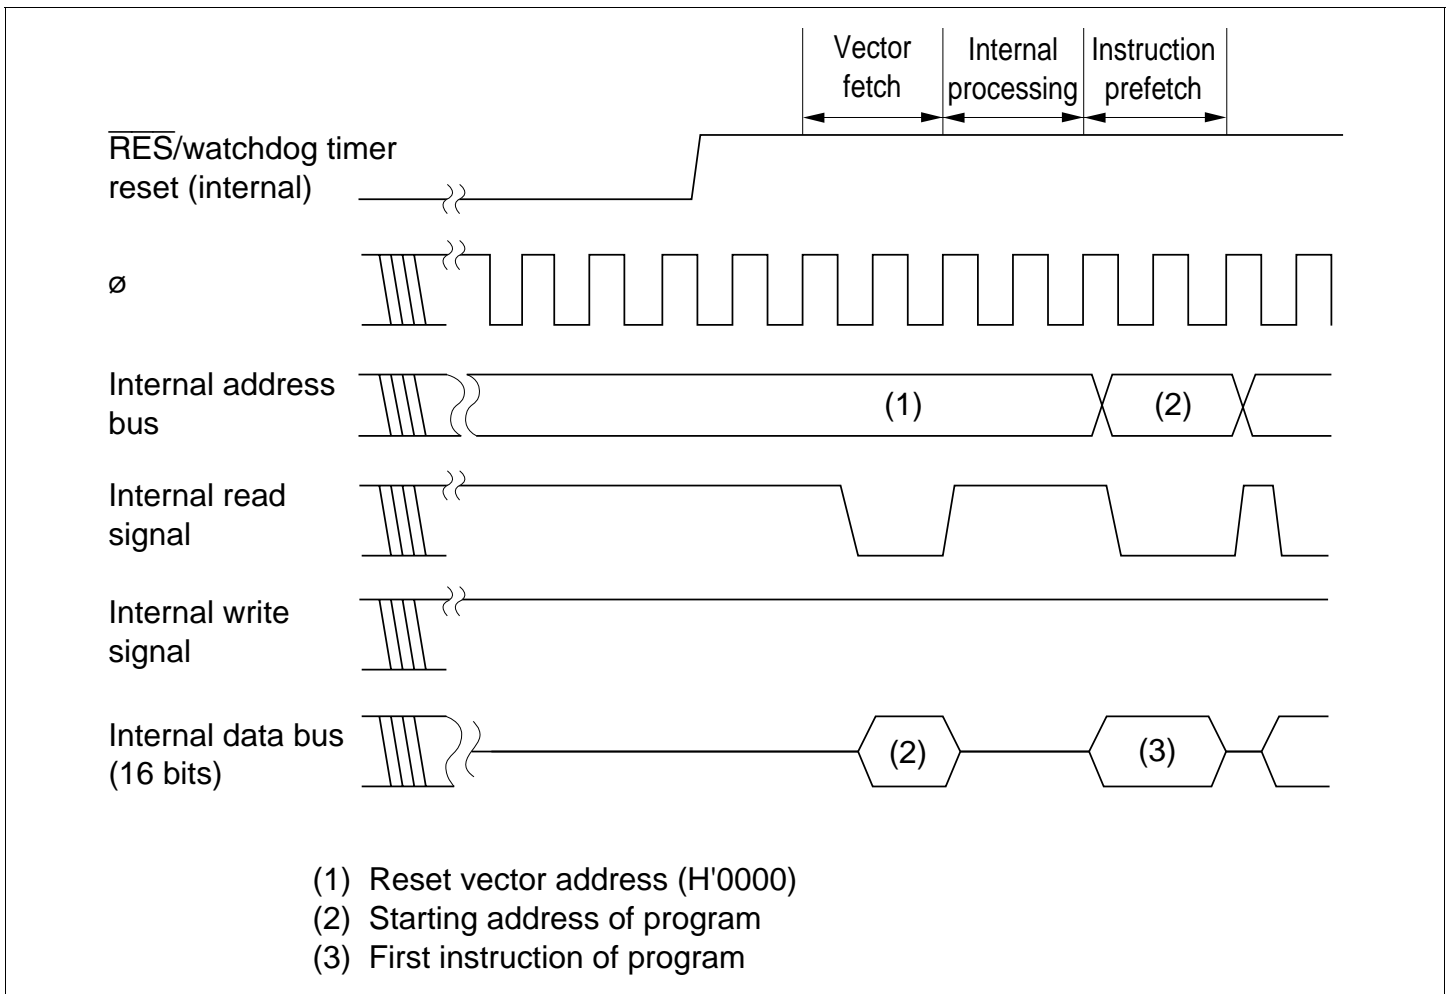 Vector
fetch
Internal
processing
Instruction
prefetch
RES/watchdog timer
reset (internal)
ø
Internal address
bus
(1)
(2)
Internal read
signal
Internal write
signal
Internal data bus
(16 bits)
(2)
(3)
(1) Reset vector address (H'0000)
(2) Starting address of program
(3) First instruction of program